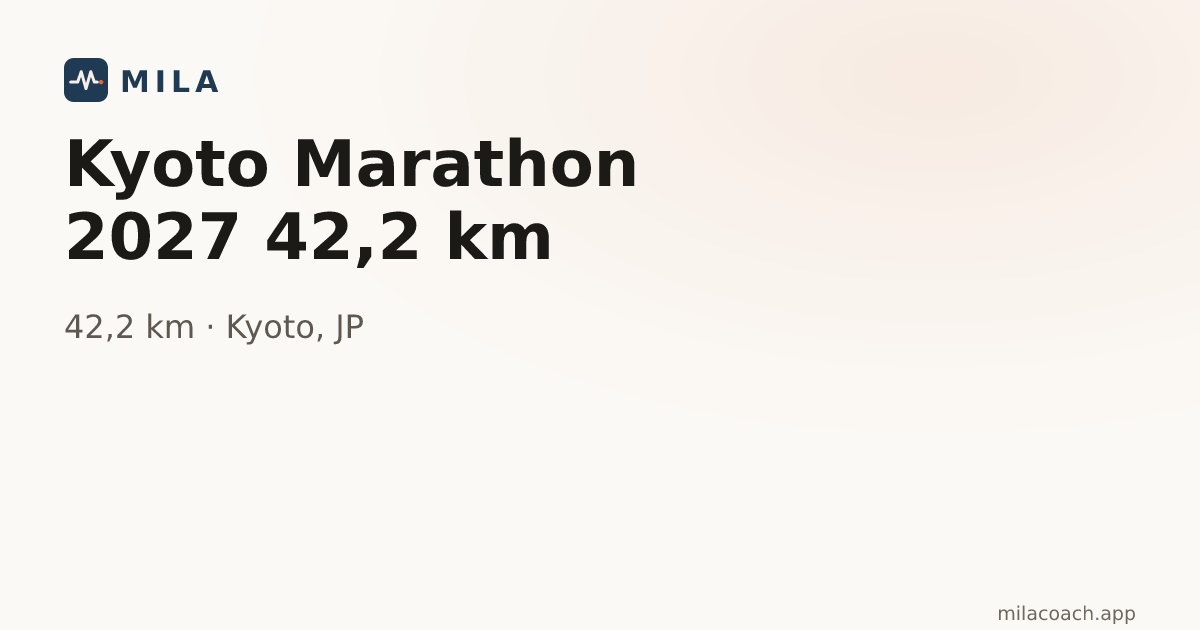 MILA
Kyoto Marathon
2027 42,2 km
42,2 km · Kyoto, JP
milacoach.app